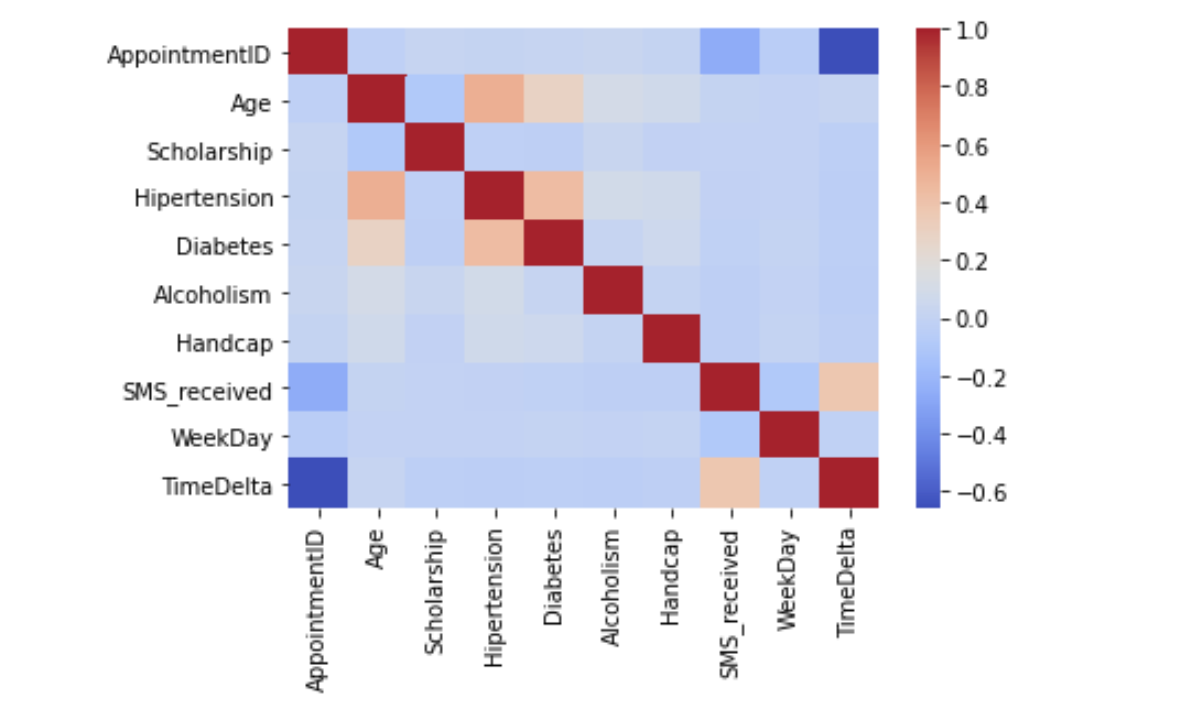 AppointmentID
Age
Scholarship
Hipertension
Diabetes
Alcoholism
Handcap
SMS_received
WeekDay
TimeDelta
AppointmentID
Age
Scholarship
Hipertension
Diabetes
Alcoholism
Handcap
SMS_received
WeekDay
TimeDelta
1.0
0.8
0.6
0.4
0.2
0.0
−0.2
−0.4
−0.6